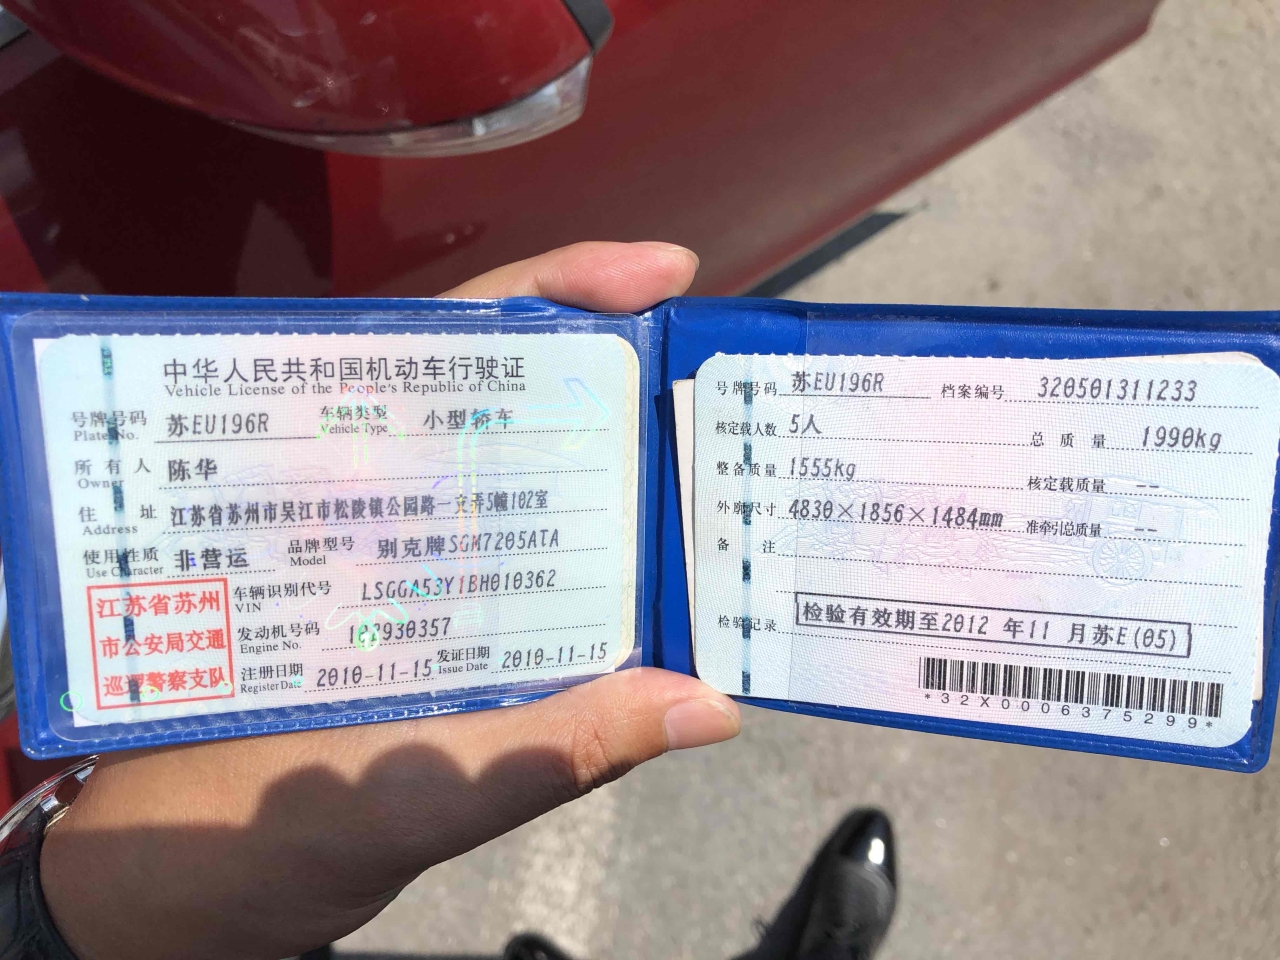 中华人民共和国机动车行驶证
Vehicle License of the People's Republic of China
号牌号码 苏EU196R 车辆类型 小型轿车
Plate No. Vehicle Type
所有人 陈华
Owner
住址 江苏省苏州市吴江市松陵镇公园路一文弄5幢102室
Address
使用性质 非营运 品牌型号 别克牌SGM7205ATA
Use Character Model
江苏省苏州
市公安局交通
巡逻警察支队
车辆识别代号 LSGGA53Y1BH010362
VIN
发动机号码 102930357
Engine No.
注册日期 2010-11-15 发证日期 2010-11-15
Register Date Issue Date
号牌号码 苏EU196R 档案编号 320501311233
核定载人数 5人 总质量 1990kg
整备质量 1555kg 核定载质量 --
外廓尺寸 4830×1856×1484mm 准牵引总质量 --
备注
检验记录 检验有效期至2012 年11 月苏E(05)
*32X0006375299*